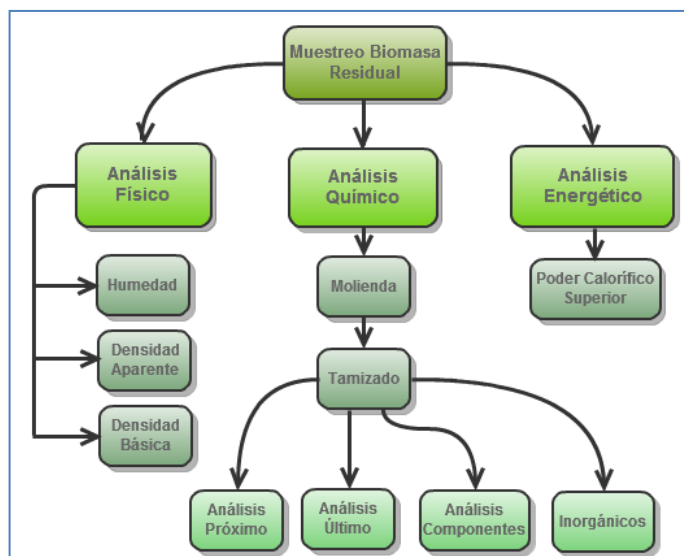 Muestreo Biomasa
Residual
Análisis
Físico
Análisis
Químico
Análisis
Energético
Humedad
Molienda
Poder Calorífico
Superior
Densidad
Aparente
Tamizado
Densidad
Básica
Análisis
Próximo
Análisis
Último
Análisis
Componentes
Inorgánicos